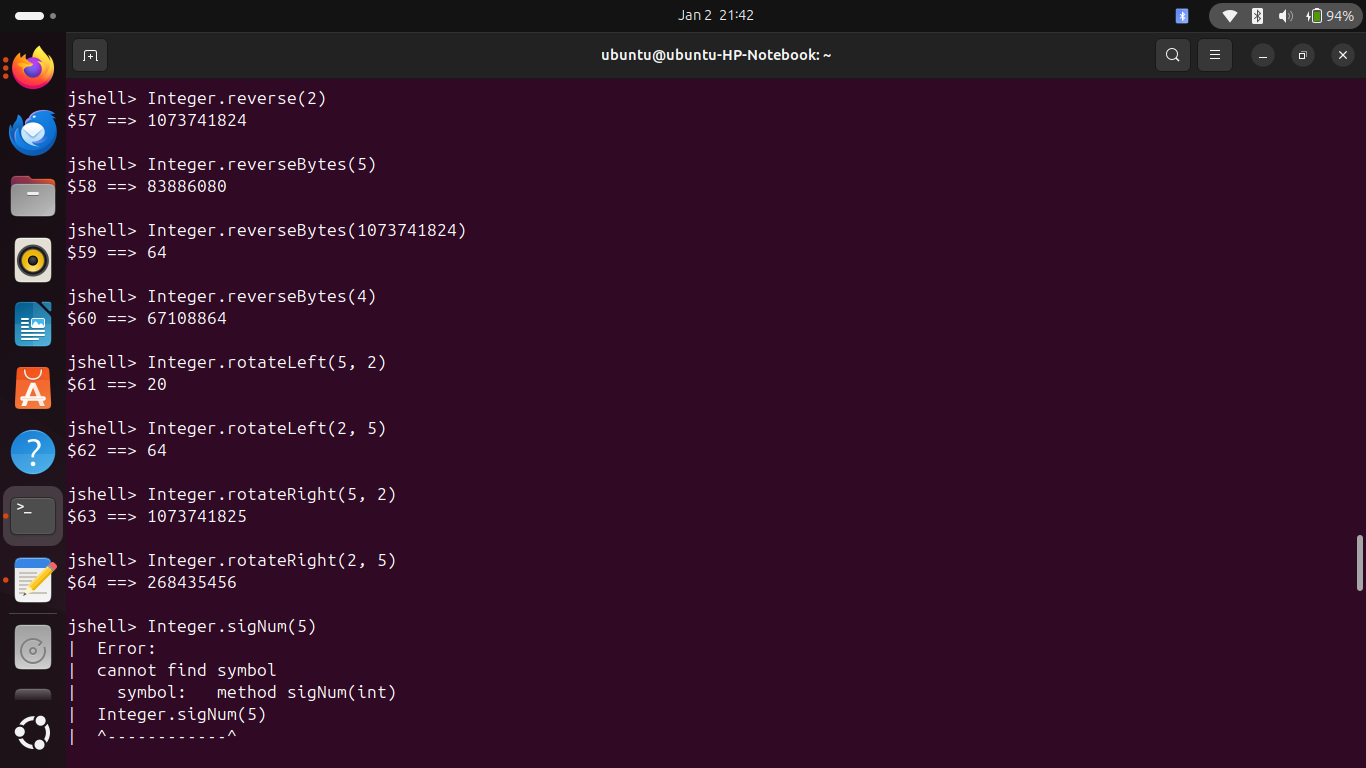 Jan 2 21:42
94%
ubuntu@ubuntu-HP-Notebook: ~
jshell> Integer.reverse(2)
$57 ==> 1073741824
jshell> Integer.reverseBytes(5)
$58 ==> 83886080
jshell> Integer.reverseBytes(1073741824)
$59 ==> 64
jshell> Integer.reverseBytes(4)
$60 ==> 67108864
jshell> Integer.rotateLeft(5, 2)
$61 ==> 20
jshell> Integer.rotateLeft(2, 5)
$62 ==> 64
jshell> Integer.rotateRight(5, 2)
$63 ==> 1073741825
jshell> Integer.rotateRight(2, 5)
$64 ==> 268435456
jshell> Integer.sigNum(5)
|  Error:
|  cannot find symbol
|    symbol:   method sigNum(int)
|  Integer.sigNum(5)
|  ^------------^